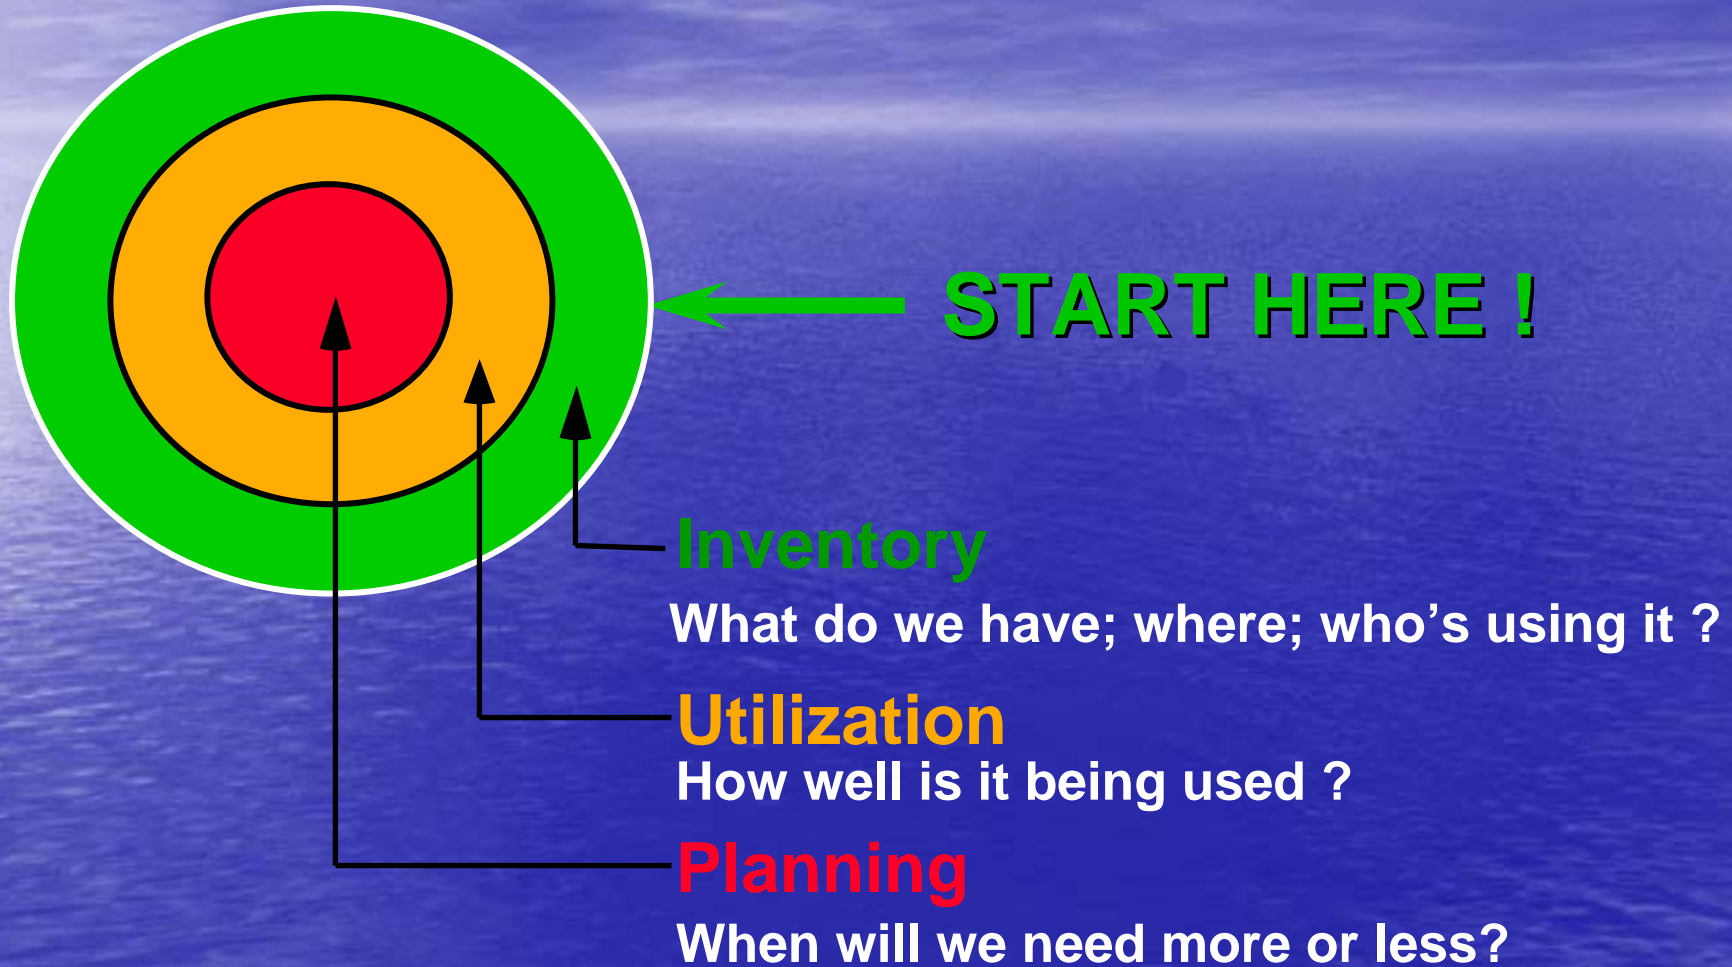 START HERE !
Inventory
What do we have; where; who’s using it ?
Utilization
How well is it being used ?
Planning
When will we need more or less?